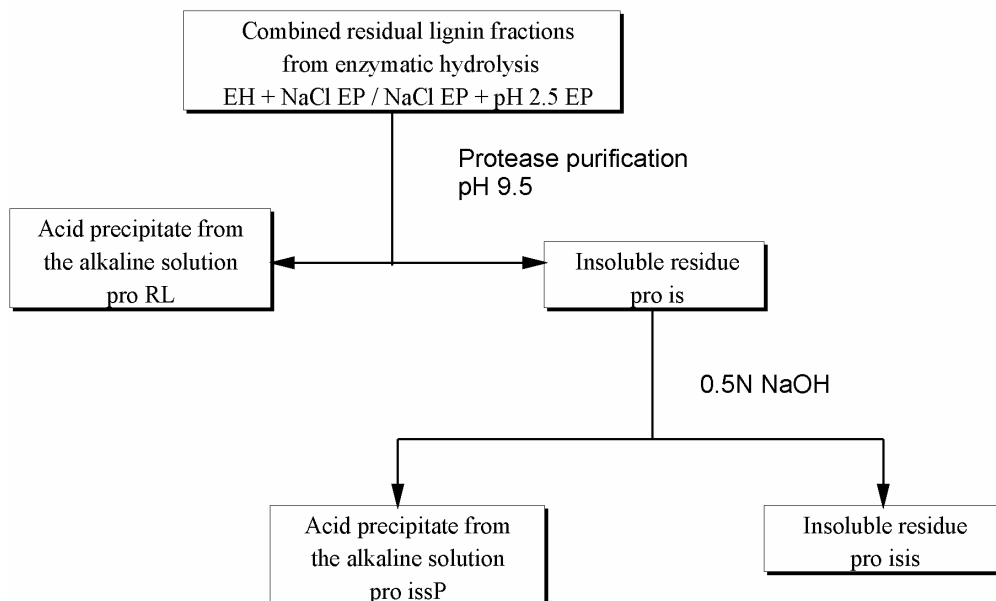 Combined residual lignin fractions
from enzymatic hydrolysis
EH + NaCl EP / NaCl EP + pH 2.5 EP
Protease purification
pH 9.5
Acid precipitate from
the alkaline solution
pro RL
Insoluble residue
pro is
0.5N NaOH
Acid precipitate from
the alkaline solution
pro issP
Insoluble residue
pro isis